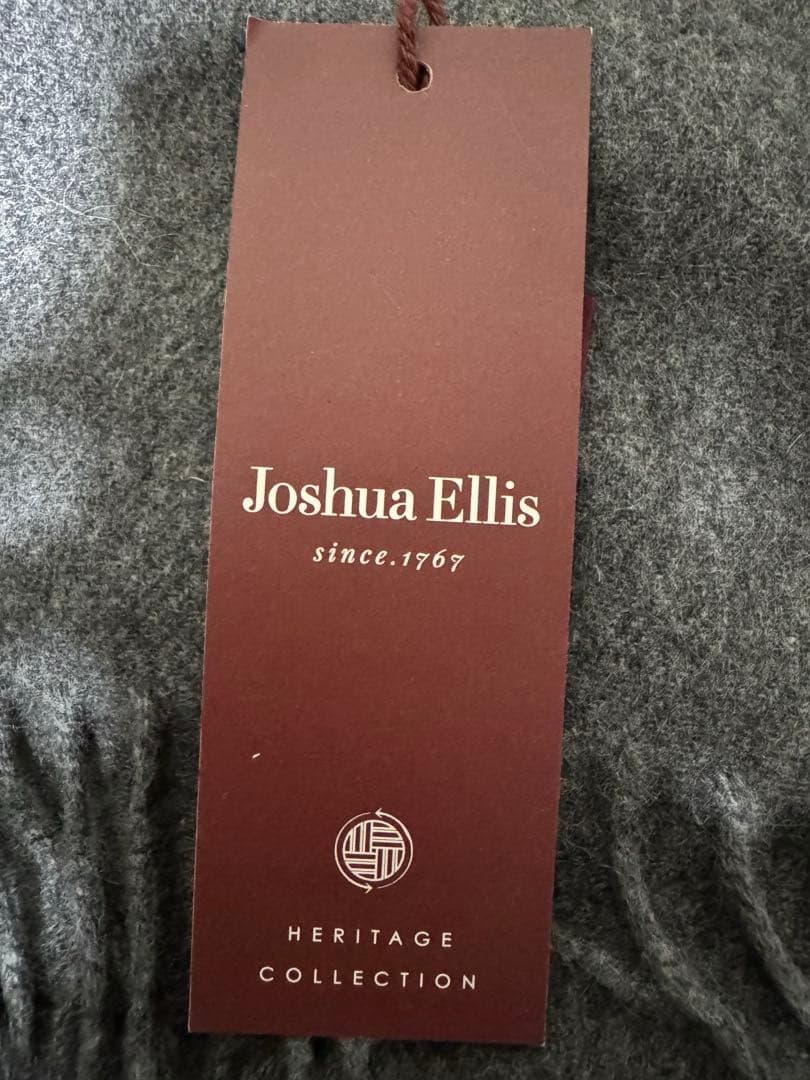 Joshua Ellis
since.1767
HERITAGE
COLLECTION